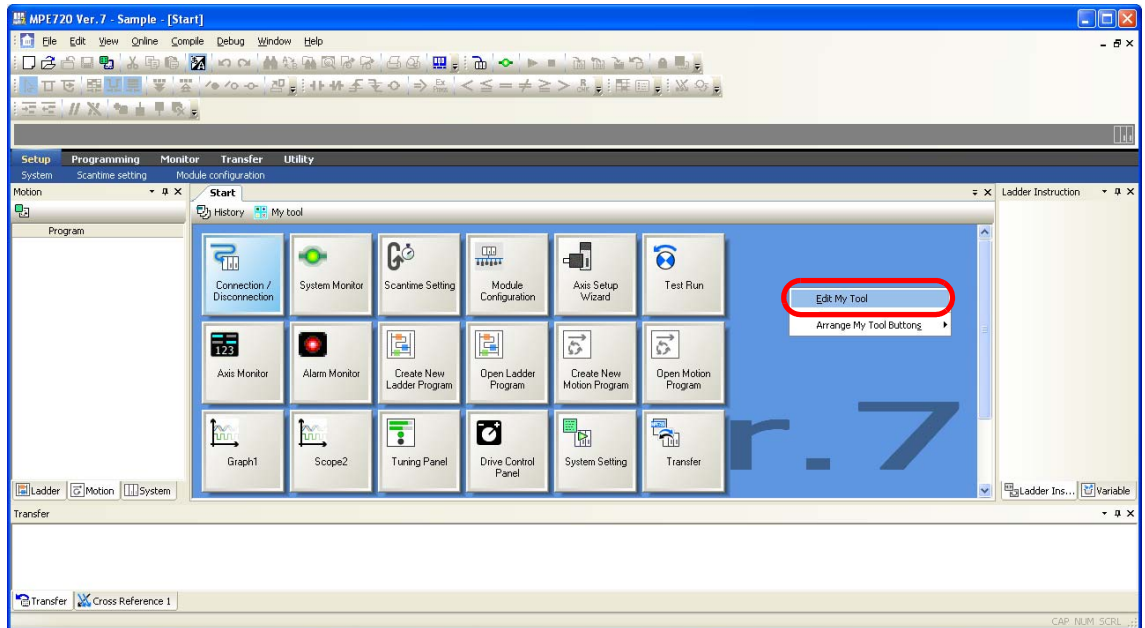 MPE720 Ver.7 - Sample - [Start]
File Edit View Online Compile Debug Window Help
Setup Programming Monitor Transfer Utility
System Scantime setting Module configuration
Motion
Start
Ladder Instruction
History My tool
Program
Connection / Disconnection
System Monitor
Scantime Setting
Module Configuration
Axis Setup Wizard
Test Run
Edit My Tool
Arrange My Tool Buttons
123
Axis Monitor
Alarm Monitor
Create New Ladder Program
Open Ladder Program
Create New Motion Program
Open Motion Program
r.7
Graph1
Scope2
Tuning Panel
Drive Control Panel
System Setting
Transfer
Ladder Motion System
Ladder Ins... Variable
Transfer
Transfer Cross Reference 1
CAP NUM SCRL